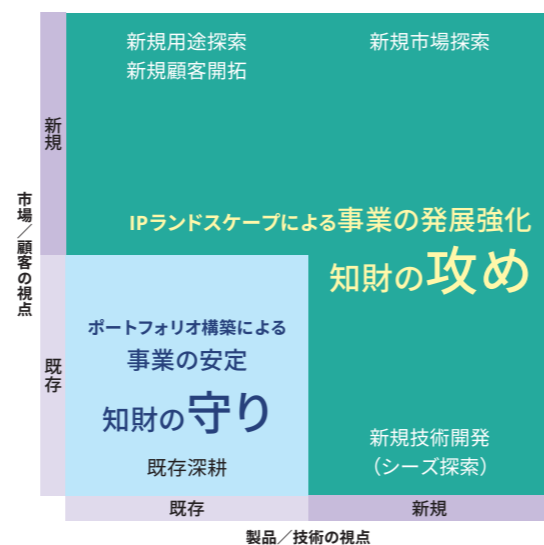 新規用途探索
新規顧客開拓
新規市場探索
新規
市場／顧客の視点
IPランドスケープによる事業の発展強化
知財の攻め
ポートフォリオ構築による
事業の安定
知財の守り
既存深耕
既存
新規技術開発
（シーズ探索）
既存
新規
製品／技術の視点